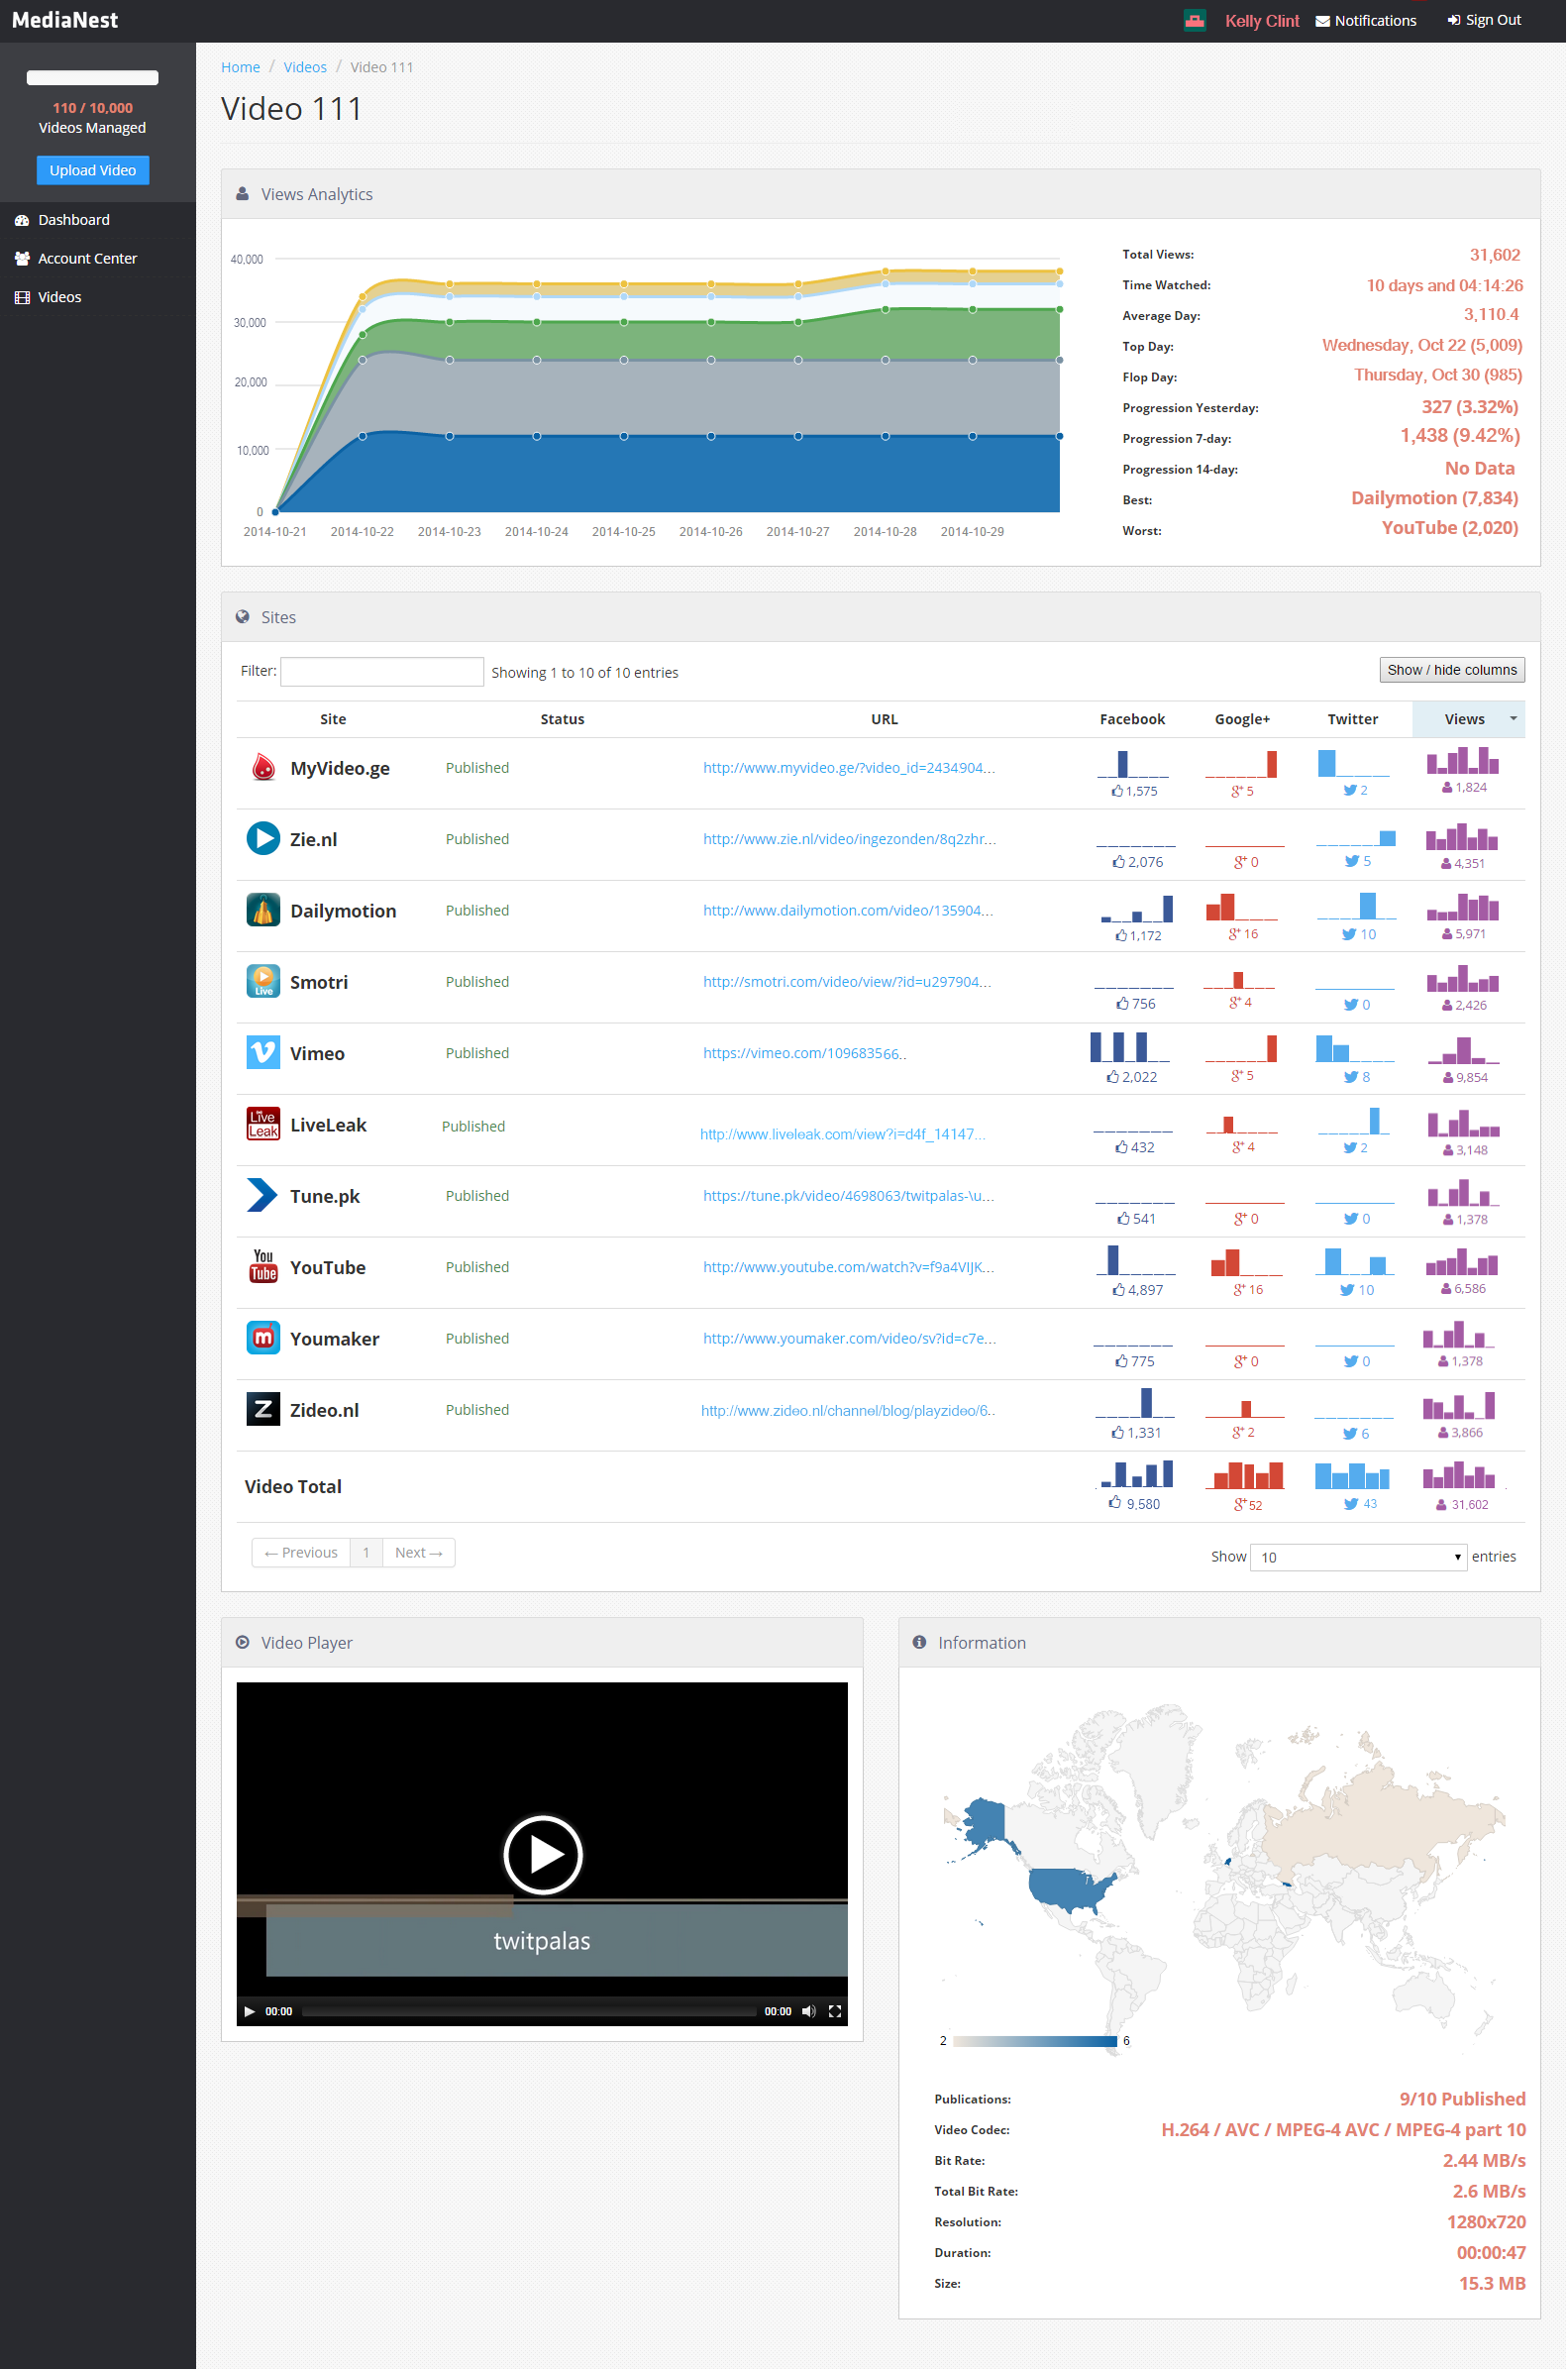 MediaNest
Kelly Clint Notifications Sign Out
110 / 10,000
Videos Managed
Upload Video
Dashboard
Account Center
Videos
Home / Videos / Video 111
Video 111
Views Analytics
40,000
30,000
20,000
10,000
0
2014-10-21 2014-10-22 2014-10-23 2014-10-24 2014-10-25 2014-10-26 2014-10-27 2014-10-28 2014-10-29
Total Views: 31,602
Time Watched: 10 days and 04:14:26
Average Day: 3,110.4
Top Day: Wednesday, Oct 22 (5,009)
Flop Day: Thursday, Oct 30 (985)
Progression Yesterday: 327 (3.32%)
Progression 7-day: 1,438 (9.42%)
Progression 14-day: No Data
Best: Dailymotion (7,834)
Worst: YouTube (2,020)
Sites
Filter: Showing 1 to 10 of 10 entries Show / hide columns
Site Status URL Facebook Google+ Twitter Views
MyVideo.ge Published http://www.myvideo.ge/?video_id=2434904... 1,575 g+ 5 2 1,824
Zie.nl Published http://www.zie.nl/video/ingezonden/8q2zhr... 2,076 g+ 0 5 4,351
Dailymotion Published http://www.dailymotion.com/video/135904... 1,172 g+ 16 10 5,971
Live
Smotri Published http://smotri.com/video/view/?id=u297904... 756 g+ 4 0 2,426
Vimeo Published https://vimeo.com/109683566.. 2,022 g+ 5 8 9,854
Live
Leak
LiveLeak Published http://www.liveleak.com/view?i=d4f_14147... 432 g+ 4 2 3,148
Tune.pk Published https://tune.pk/video/4698063/twitpalas-\u... 541 g+ 0 0 1,378
You
Tube
YouTube Published http://www.youtube.com/watch?v=f9a4VIJK... 4,897 g+ 16 10 6,586
m
Youmaker Published http://www.youmaker.com/video/sv?id=c7e... 775 g+ 0 0 1,378
Z
Zideo.nl Published http://www.zideo.nl/channel/blog/playzideo/6.. 1,331 g+ 2 6 3,866
Video Total 9,580 g+ 52 43 31,602
← Previous 1 Next →
Show 10 entries
Video Player
twitpalas
00:00 00:00
Information
2 6
Publications: 9/10 Published
Video Codec: H.264 / AVC / MPEG-4 AVC / MPEG-4 part 10
Bit Rate: 2.44 MB/s
Total Bit Rate: 2.6 MB/s
Resolution: 1280x720
Duration: 00:00:47
Size: 15.3 MB